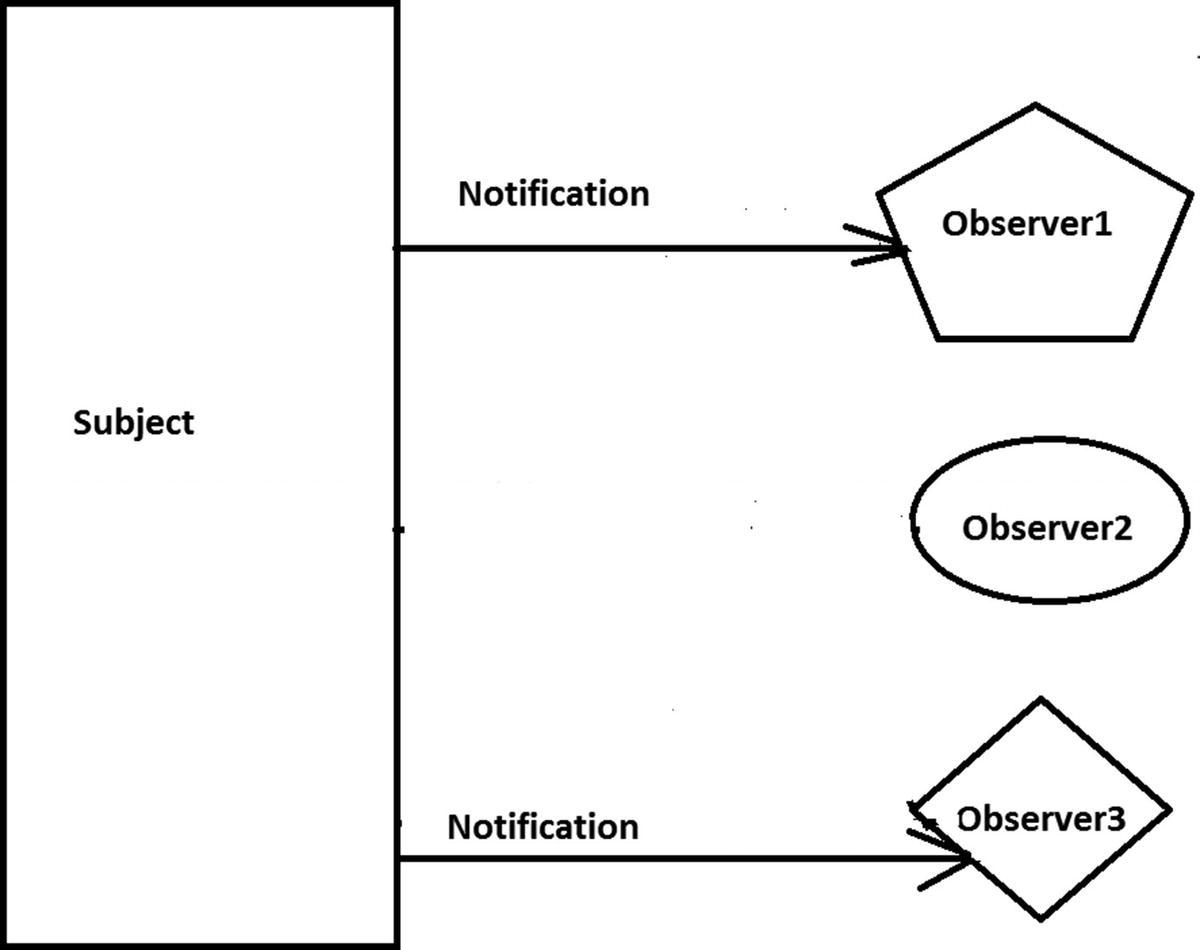 Notification
Observer1
Subject
Observer2
Notification
Observer3